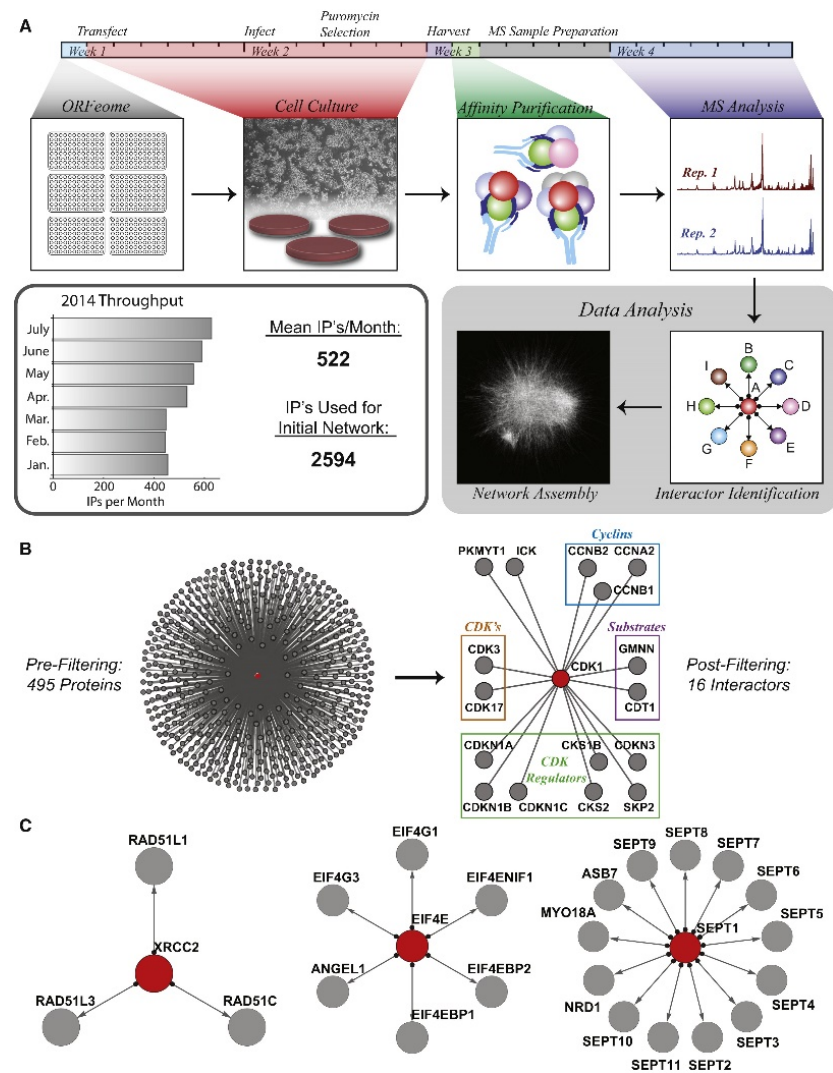 A
Transfect
Infect
Puromycin
Selection
Harvest
MS Sample Preparation
Week 1
Week 2
Week 3
Week 4
ORFeome
Cell Culture
Affinity Purification
MS Analysis
Rep. 1
Rep. 2
2014 Throughput
July
June
May
Apr.
Mar.
Feb.
Jan.
0 200 400 600
IPs per Month
Mean IP's/Month:
522
IP's Used for
Initial Network:
2594
Data Analysis
B
I C
A
H D
G E
F
Network Assembly
Interactor Identification
B
Pre-Filtering:
495 Proteins
Cyclins
PKMYT1 ICK CCNB2 CCNA2
CCNB1
CDK's
Substrates
CDK3 CDK1 GMNN
CDK17 CDT1
CDKN1A CKS1B CDKN3
CDK
Regulators
CDKN1B CDKN1C CKS2 SKP2
Post-Filtering:
16 Interactors
C
RAD51L1
XRCC2
RAD51L3 RAD51C
EIF4G1
EIF4G3 EIF4ENIF1
EIF4E
ANGEL1 EIF4EBP2
EIF4EBP1
SEPT8
SEPT9 SEPT7
ASB7 SEPT6
MYO18A SEPT1 SEPT5
NRD1 SEPT4
SEPT10 SEPT3
SEPT11 SEPT2